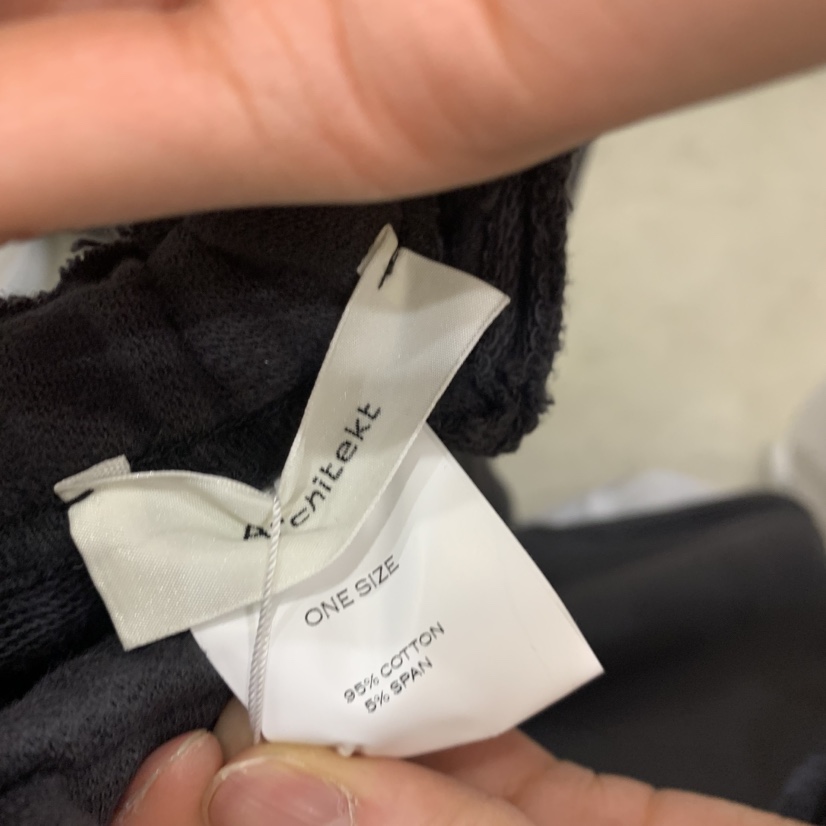 Architekt
ONE SIZE
95% COTTON
5% SPAN